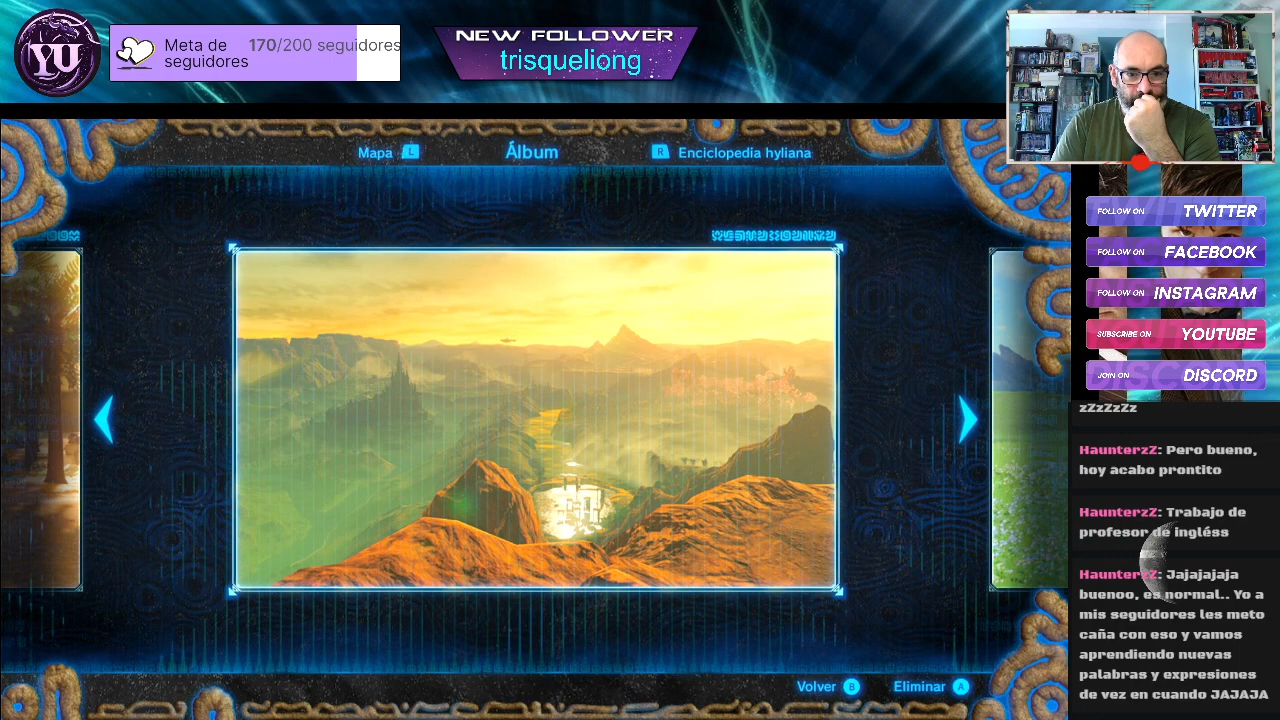 YU
Meta de seguidores
170/200 seguidores
NEW FOLLOWER
trisqueliong
Mapa L
Álbum
R Enciclopedia hyliana
FOLLOW ON TWITTER
FOLLOW ON FACEBOOK
FOLLOW ON INSTAGRAM
SUBSCRIBE ON YOUTUBE
JOIN ON DISCORD
zZzZzZz
HaunterzZ: Pero bueno,
hoy acabo prontito
HaunterzZ: Trabajo de
profesor de ingléss
HaunterzZ: Jajajajaja
buenoo, es normal.. Yo a
mis seguidores les meto
caña con eso y vamos
aprendiendo nuevas
palabras y expresiones
de vez en cuando JAJAJA
Volver B
Eliminar A